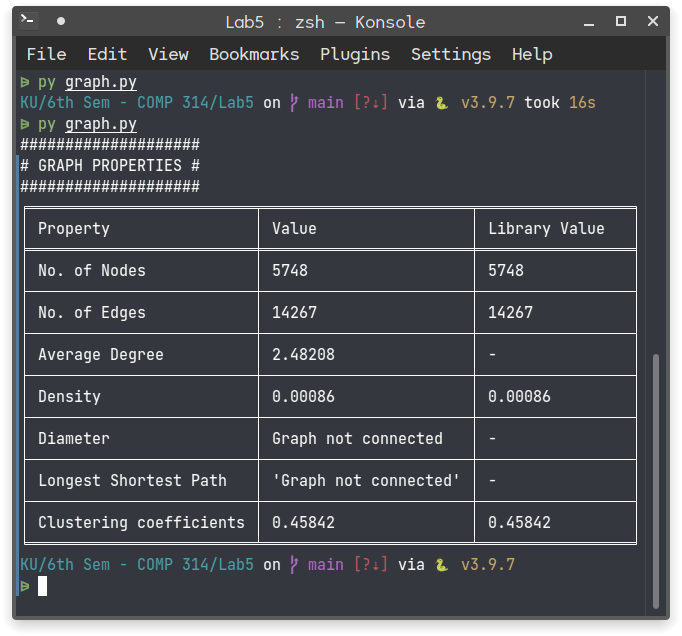 Lab5 : zsh — Konsole
File Edit View Bookmarks Plugins Settings Help
py graph.py
KU/6th Sem - COMP 314/Lab5 on main [?⇣] via v3.9.7 took 16s
py graph.py
####################
# GRAPH PROPERTIES #
####################
Property Value Library Value
No. of Nodes 5748 5748
No. of Edges 14267 14267
Average Degree 2.48208 -
Density 0.00086 0.00086
Diameter Graph not connected -
Longest Shortest Path 'Graph not connected' -
Clustering coefficients 0.45842 0.45842
KU/6th Sem - COMP 314/Lab5 on main [?⇣] via v3.9.7